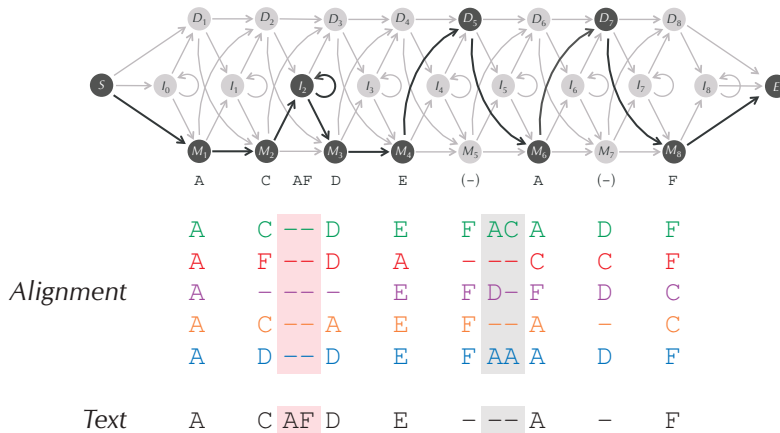 D₁ D₂ D₃ D₄ D₅ D₆ D₇ D₈
S I₀ I₁ I₂ I₃ I₄ I₅ I₆ I₇ I₈ E
M₁ M₂ M₃ M₄ M₅ M₆ M₇ M₈
A C AF D E (-) A (-) F
A C -- D E F AC A D F
A F -- D A - -- C C F
Alignment A - -- - E F D- F D C
A C -- A E F -- A - C
A D -- D E F AA A D F
Text A C AF D E - -- A - F